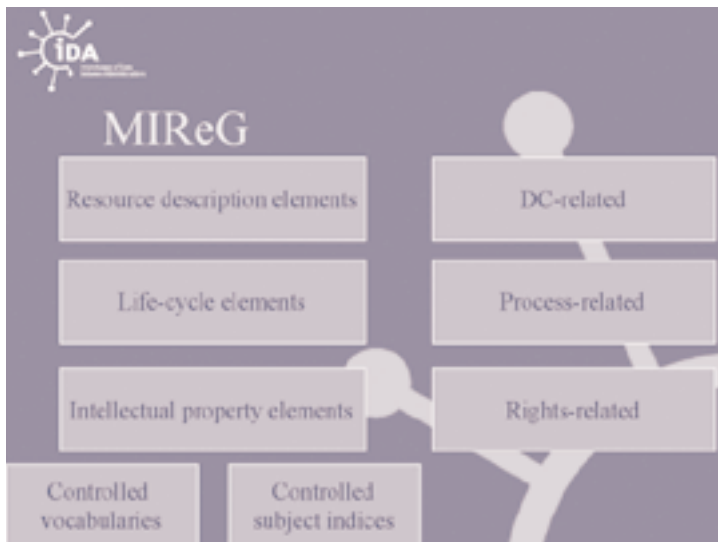 iDA
MIReG
Resource description elements
DC-related
Life-cycle elements
Process-related
Intellectual property elements
Rights-related
Controlled
vocabularies
Controlled
subject indices